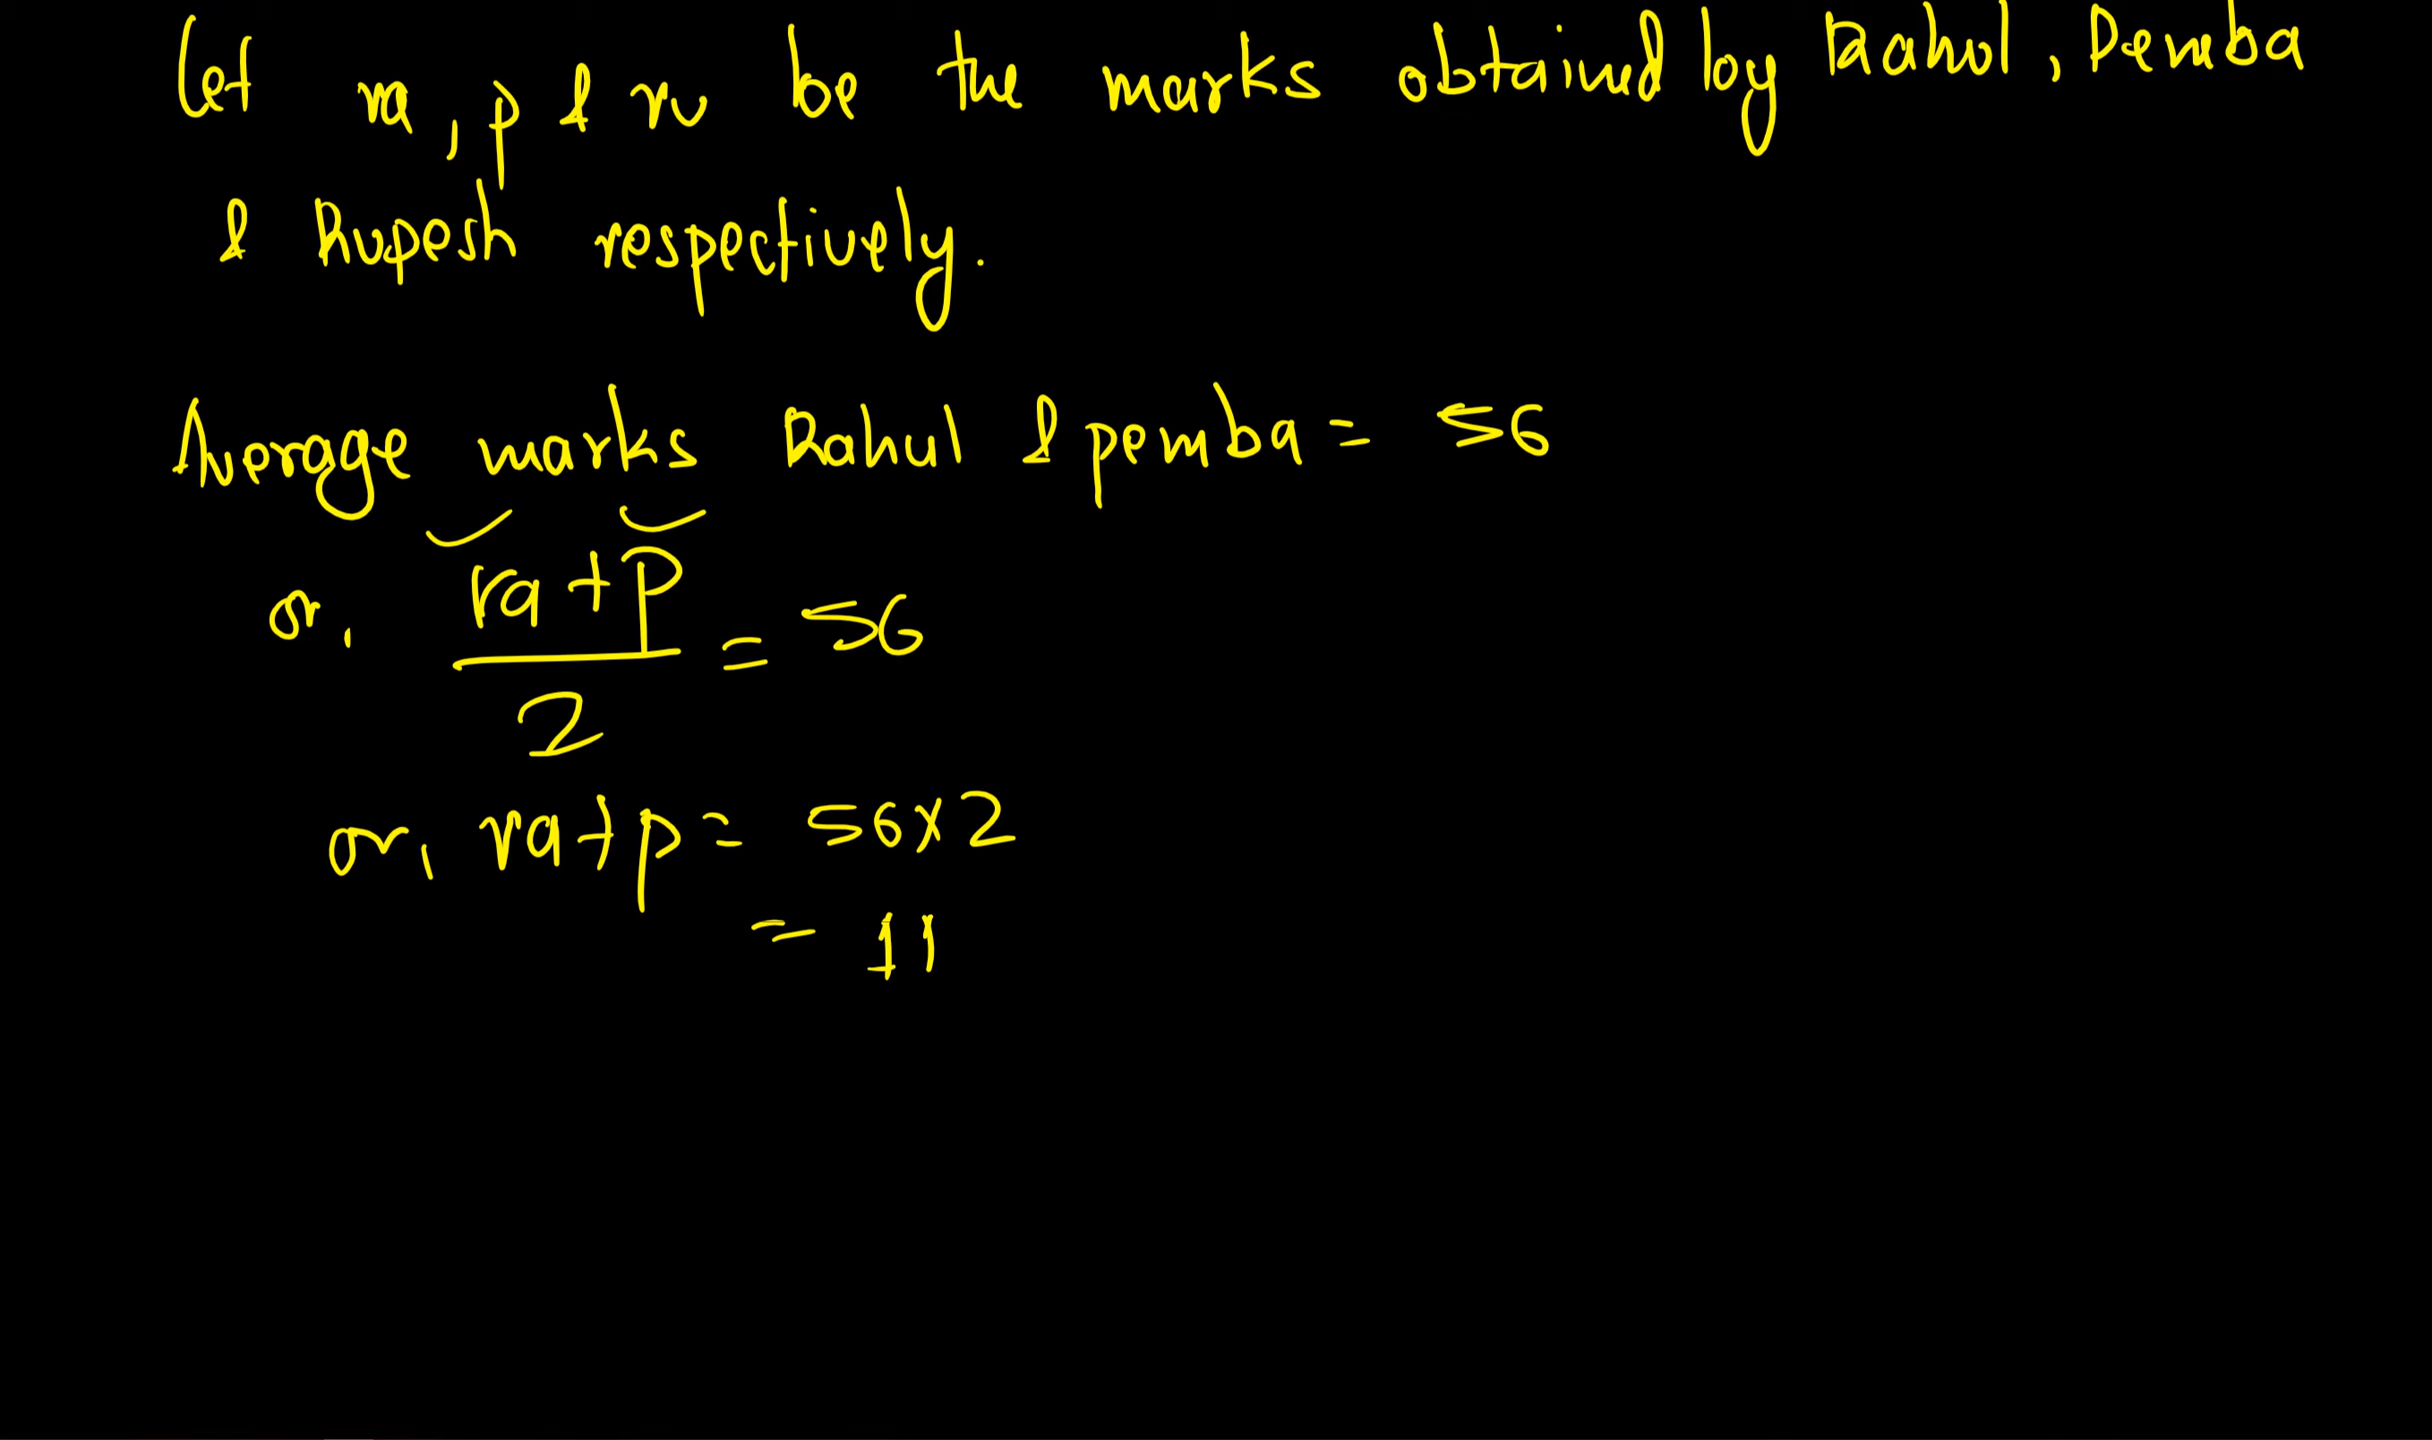 Let ra, p & ru be the marks obtained by Rahul, Pemba
& Rupesh respectively.
Average marks Rahul & pemba = 56
or, ra + p / 2 = 56
or, ra + p = 56 x 2
= 11